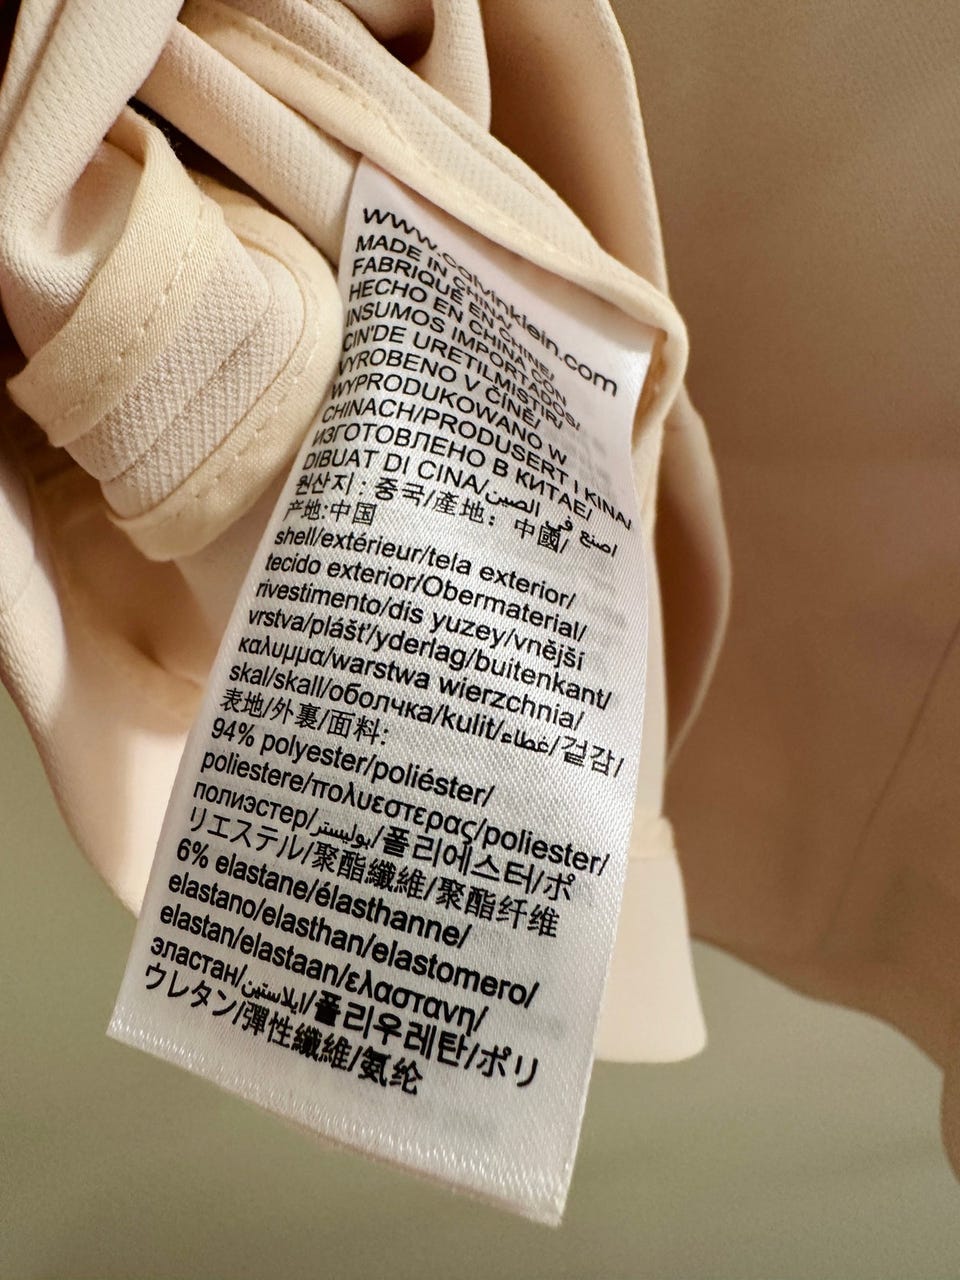 www.calvinklein.com
MADE IN CHINA/
FABRIQUÉ EN CHINE/
HECHO EN CHINA CON
INSUMOS IMPORTADOS/
ÇIN'DE URETILMISTIR/
VYROBENO V ČÍNĚ/
WYPRODUKOWANO W
CHINACH/PRODUSERT I KINA/
ИЗГОТОВЛЕНО В КИТАЕ/
DIBUAT DI CINA/اصنع في الصين
원산지 : 중국/產地: 中國/
产地:中国
shell/extérieur/tela exterior/
tecido exterior/Obermaterial/
rivestimento/dis yuzey/vnější
vrstva/plášť/yderlag/buitenkant/
καλυμμα/warstwa wierzchnia/
skal/skall/оболчка/kulit/غطاء/겉감/
表地/外裏/面料:
94% polyester/poliéster/
poliestere/πολυεστερας/poliester/
полиэстер/بوليستر/폴리에스터/ポ
リエステル/聚酯纖維/聚酯纤维
6% elastane/élasthanne/
elastano/elasthan/elastomero/
elastan/elastaan/ελαστανη/
эластан/ايلاستين/폴리우레탄/ポリ
ウレタン/彈性纖維/氨纶